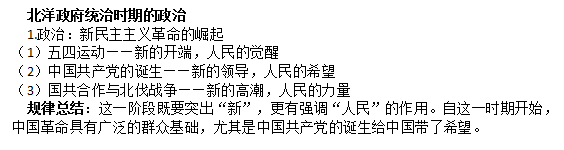 北洋政府统治时期的政治
1.政治：新民主主义革命的崛起
（1）五四运动——新的开端，人民的觉醒
（2）中国共产党的诞生——新的领导，人民的希望
（3）国共合作与北伐战争——新的高潮，人民的力量
规律总结：这一阶段既要突出“新”，更有强调“人民”的作用。自这一时期开始，
中国革命具有广泛的群众基础，尤其是中国共产党的诞生给中国带了希望。